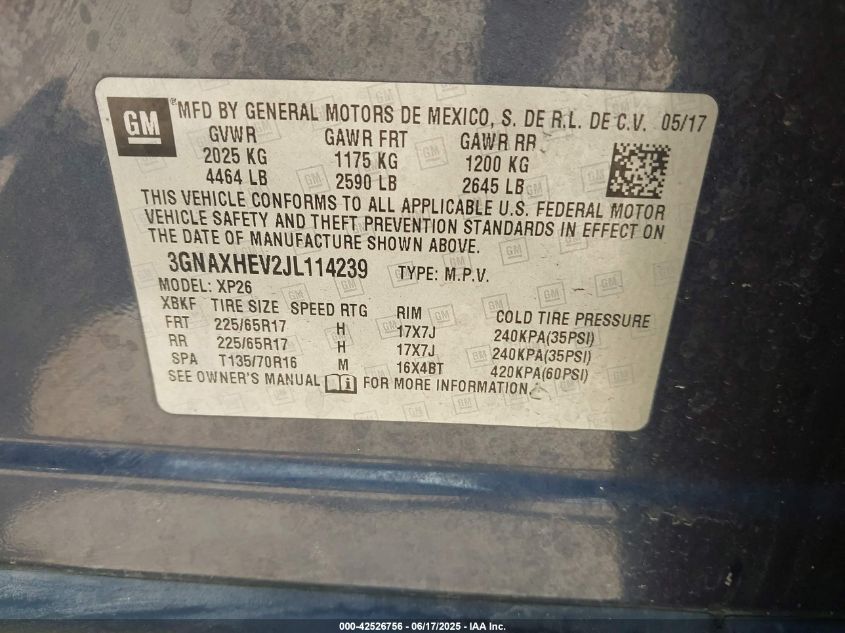 GM ® MFD BY GENERAL MOTORS DE MEXICO, S. DE R.L. DE C.V. 05/17
GVWR GAWR FRT GAWR RR
2025 KG 1175 KG 1200 KG
4464 LB 2590 LB 2645 LB
THIS VEHICLE CONFORMS TO ALL APPLICABLE U.S. FEDERAL MOTOR
VEHICLE SAFETY AND THEFT PREVENTION STANDARDS IN EFFECT ON
THE DATE OF MANUFACTURE SHOWN ABOVE.
3GNAXHEV2JL114239 TYPE: M.P.V.
MODEL: XP26
XBKF TIRE SIZE SPEED RTG RIM COLD TIRE PRESSURE
FRT 225/65R17 H 17X7J 240KPA(35PSI)
RR 225/65R17 H 17X7J 240KPA(35PSI)
SPA T135/70R16 M 16X4BT 420KPA(60PSI)
SEE OWNER'S MANUAL FOR MORE INFORMATION.
000-42526756 - 06/17/2025 - IAA Inc.